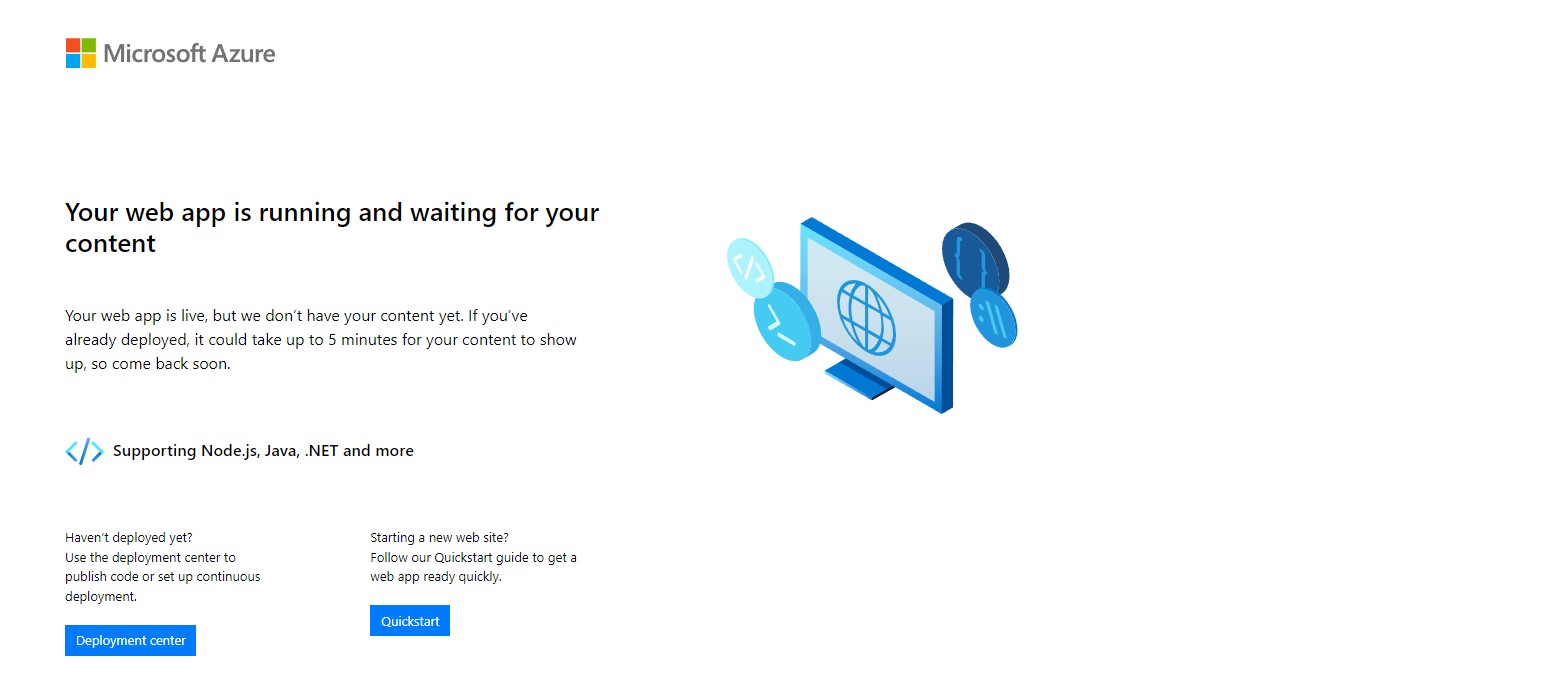 Microsoft Azure
Your web app is running and waiting for your
content
Your web app is live, but we don’t have your content yet. If you’ve
already deployed, it could take up to 5 minutes for your content to show
up, so come back soon.
</> Supporting Node.js, Java, .NET and more
Haven’t deployed yet?
Use the deployment center to
publish code or set up continuous
deployment.
Deployment center
Starting a new web site?
Follow our Quickstart guide to get a
web app ready quickly.
Quickstart